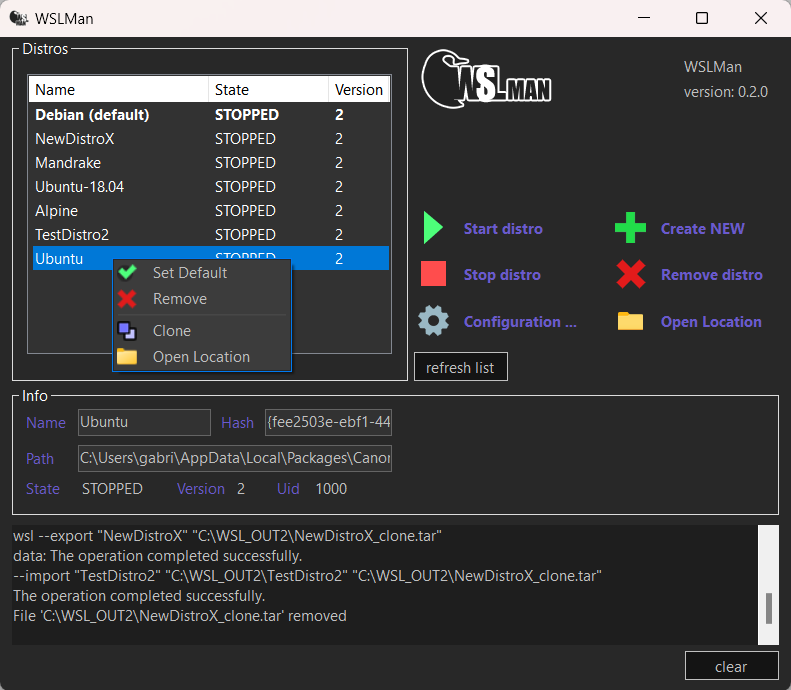 WSLMan
Distros
Name State Version
Debian (default) STOPPED 2
NewDistroX STOPPED 2
Mandrake STOPPED 2
Ubuntu-18.04 STOPPED 2
Alpine STOPPED 2
TestDistro2 STOPPED 2
Ubuntu STOPPED 2
Set Default
Remove
Clone
Open Location
WSLMAN
WSLMan
version: 0.2.0
Start distro Create NEW
Stop distro Remove distro
Configuration ... Open Location
refresh list
Info
Name Ubuntu Hash {fee2503e-ebf1-44
Path C:\Users\gabri\AppData\Local\Packages\Canor
State STOPPED Version 2 Uid 1000
wsl --export "NewDistroX" "C:\WSL_OUT2\NewDistroX_clone.tar"
data: The operation completed successfully.
--import "TestDistro2" "C:\WSL_OUT2\TestDistro2" "C:\WSL_OUT2\NewDistroX_clone.tar"
The operation completed successfully.
File 'C:\WSL_OUT2\NewDistroX_clone.tar' removed
clear